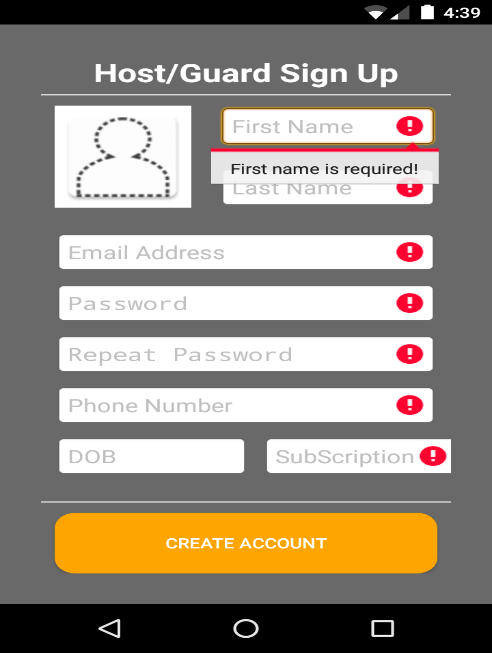 4:39
Host/Guard Sign Up
First Name
First name is required!
Last Name
Email Address
Password
Repeat Password
Phone Number
DOB
SubScription
CREATE ACCOUNT